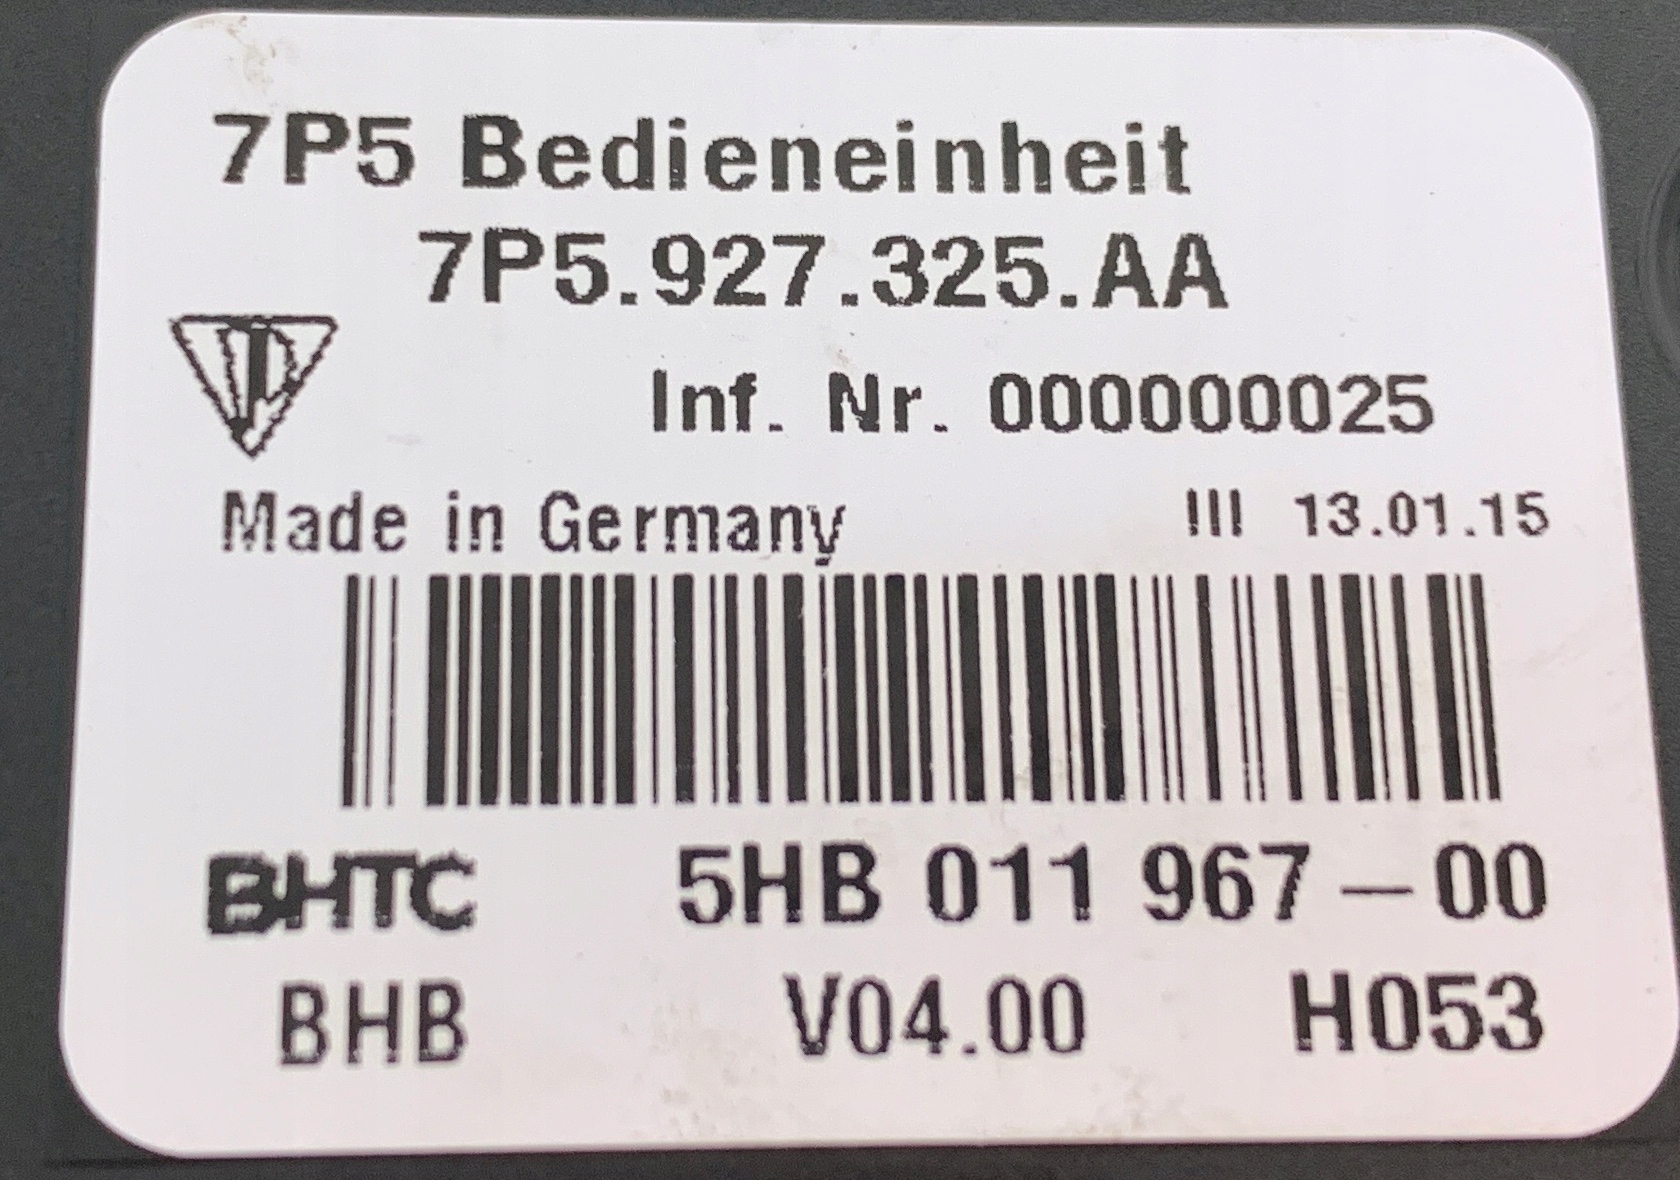 7P5 Bedieneinheit
7P5.927.325.AA
Inf. Nr. 000000025
Made in Germany !!! 13.01.15
BHTC 5HB 011 967-00
BHB V04.00 H053